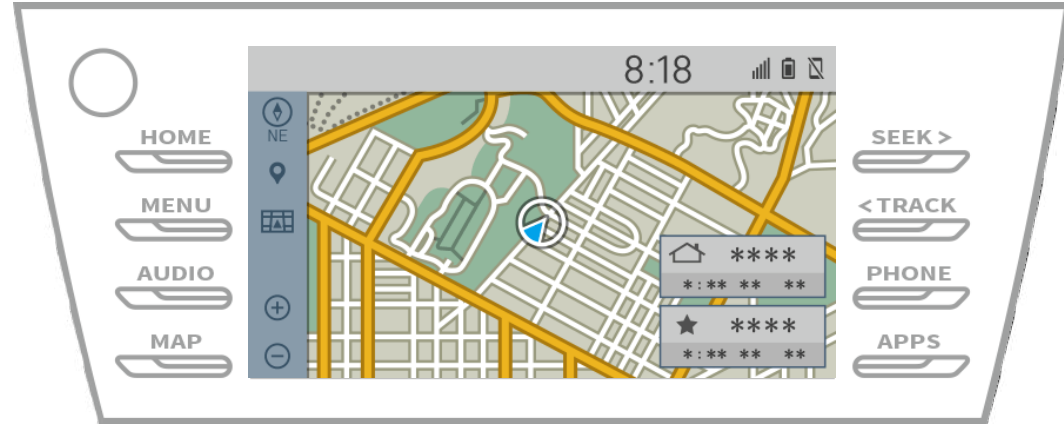 8:18
NE
HOME
MENU
AUDIO
MAP
SEEK >
< TRACK
PHONE
APPS
****
*:** ** **
****
*:** ** **